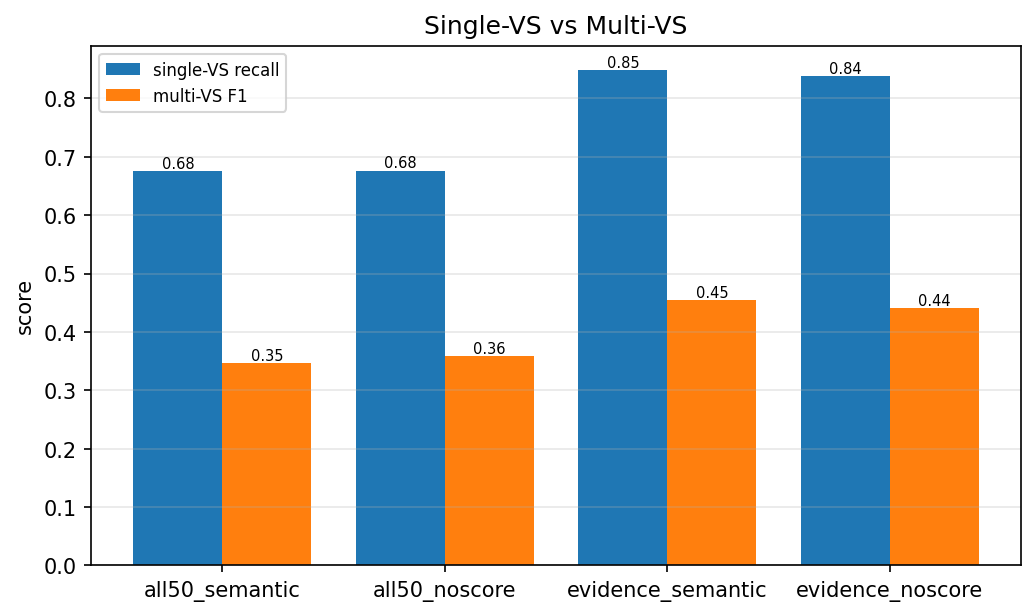 Single-VS vs Multi-VS
single-VS recall
multi-VS F1
score
0.8
0.7
0.6
0.5
0.4
0.3
0.2
0.1
0.0
0.68
0.35
0.68
0.36
0.85
0.45
0.84
0.44
all50_semantic
all50_noscore
evidence_semantic
evidence_noscore